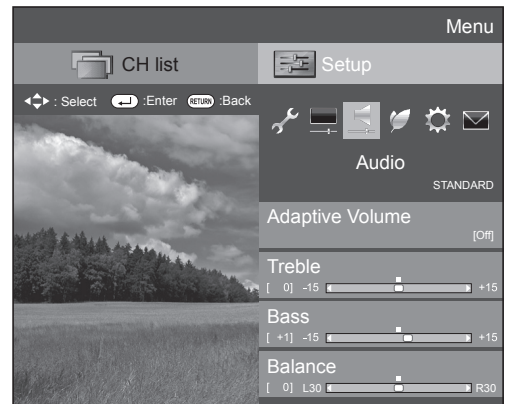 Menu
CH list
Setup
: Select :Enter RETURN :Back
Audio
STANDARD
Adaptive Volume
[Off]
Treble
[ 0] -15 +15
Bass
[ +1] -15 +15
Balance
[ 0] L30 R30